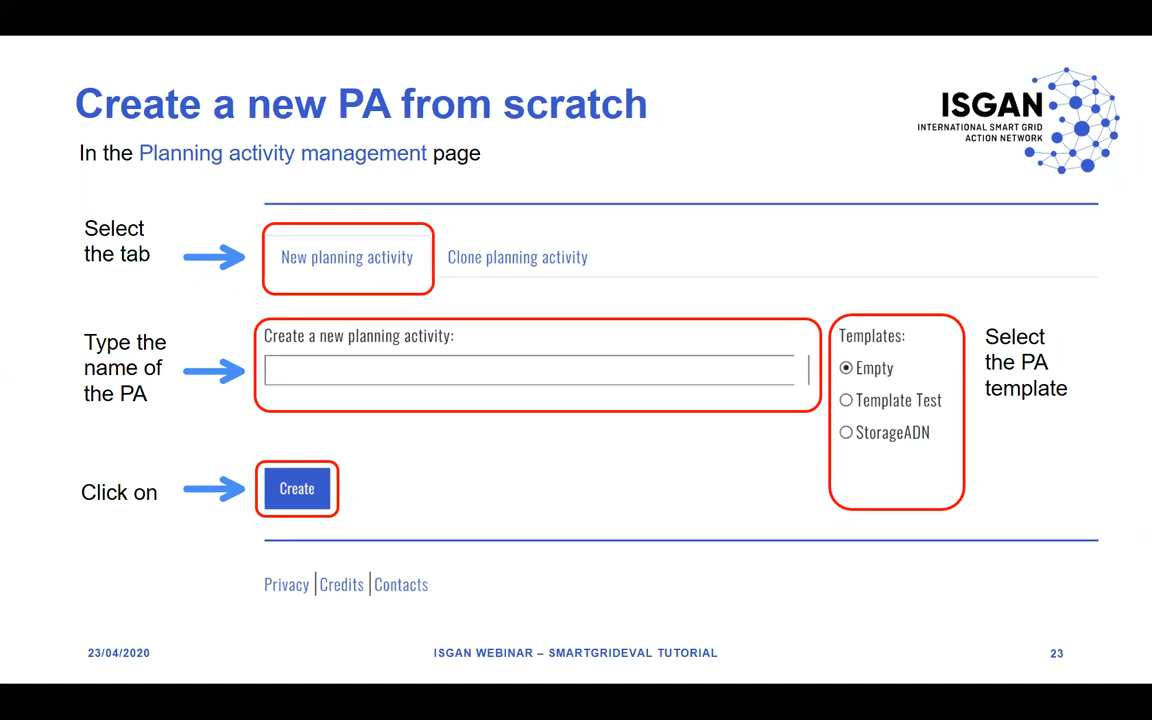 Create a new PA from scratch
ISGAN
INTERNATIONAL SMART GRID
ACTION NETWORK
In the Planning activity management page
Select
the tab
New planning activity
Clone planning activity
Type the
name of
the PA
Create a new planning activity:
Templates:
Empty
Template Test
StorageADN
Select
the PA
template
Click on
Create
Privacy Credits Contacts
23/04/2020
ISGAN WEBINAR – SMARTGRIDEVAL TUTORIAL
23